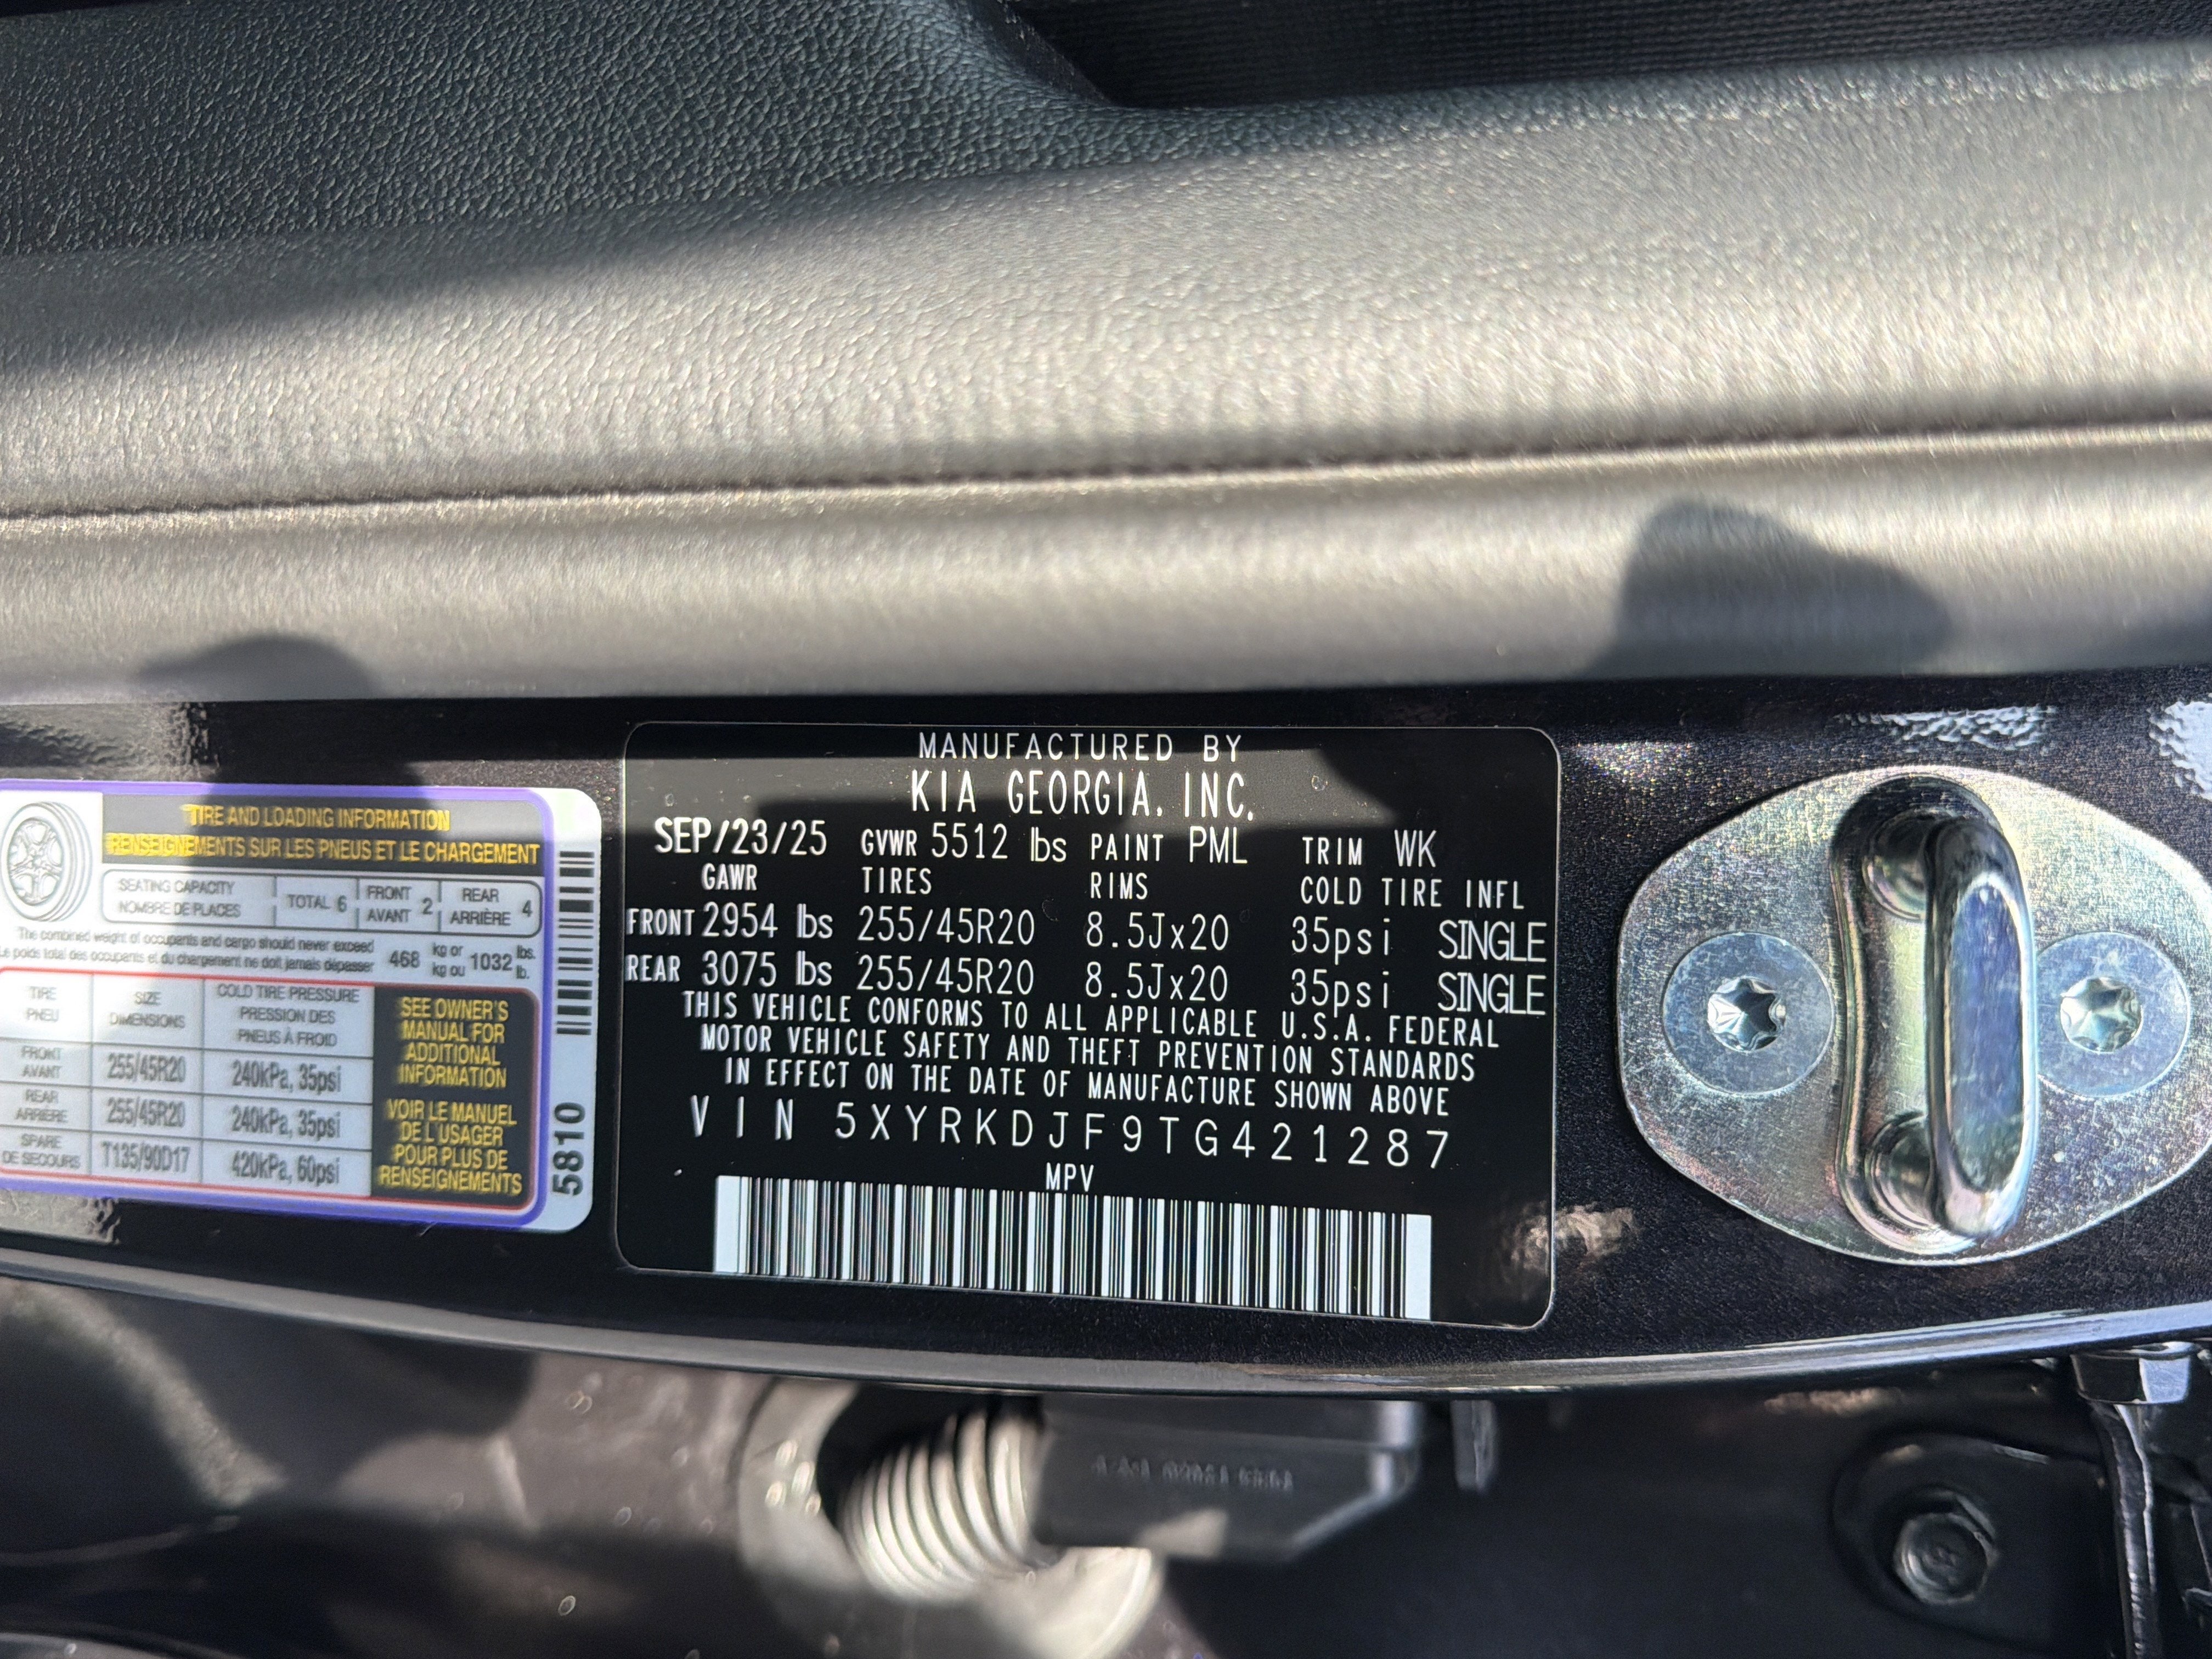 TIRE AND LOADING INFORMATION
RENSEIGNEMENTS SUR LES PNEUS ET LE CHARGEMENT
SEATING CAPACITY
NOMBRE DE PLACES
TOTAL 6
FRONT
AVANT 2
REAR
ARRIÈRE 4
The combined weight of occupants and cargo should never exceed
Le poids total des occupants et du chargement ne doit jamais dépasser
468 kg or 1032 lbs.
kg ou lb.
TIRE
PNEU
SIZE
DIMENSIONS
COLD TIRE PRESSURE
PRESSION DES
PNEUS À FROID
FRONT
AVANT
255/45R20
240kPa, 35psi
REAR
ARRIÈRE
255/45R20
240kPa, 35psi
SPARE
DE SECOURS
T135/90D17
420kPa, 60psi
SEE OWNER'S
MANUAL FOR
ADDITIONAL
INFORMATION
VOIR LE MANUEL
DE L'USAGER
POUR PLUS DE
RENSEIGNEMENTS
5810
MANUFACTURED BY
KIA GEORGIA, INC.
SEP/23/25 GVWR 5512 lbs PAINT PML TRIM WK
GAWR TIRES RIMS COLD TIRE INFL
FRONT 2954 lbs 255/45R20 8.5Jx20 35psi SINGLE
REAR 3075 lbs 255/45R20 8.5Jx20 35psi SINGLE
THIS VEHICLE CONFORMS TO ALL APPLICABLE U.S.A. FEDERAL
MOTOR VEHICLE SAFETY AND THEFT PREVENTION STANDARDS
IN EFFECT ON THE DATE OF MANUFACTURE SHOWN ABOVE
VIN 5XYRKDJF9TG421287
MPV